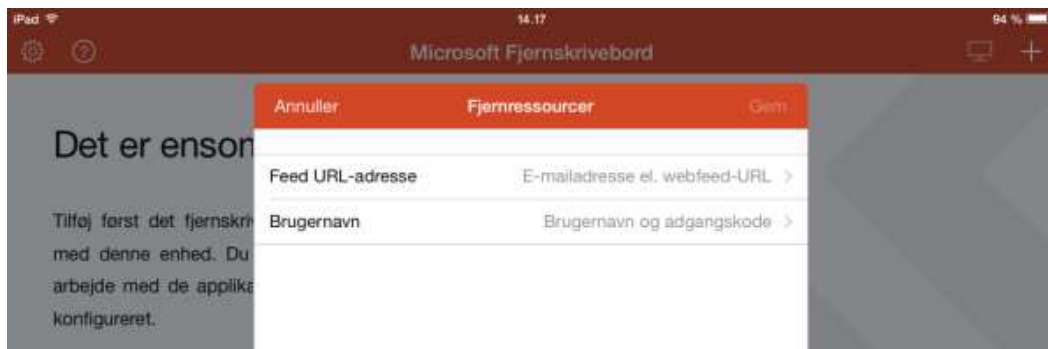 iPad 14.17 94 %
Microsoft Fjernskrivebord
Annuller Fjernressourcer Gem
Det er enson
Feed URL-adresse E-mailadresse el. webfeed-URL
Brugernavn Brugernavn og adgangskode
Tilføj først det fjernskriv
med denne enhed. Du
arbejde med de applika
konfigureret.